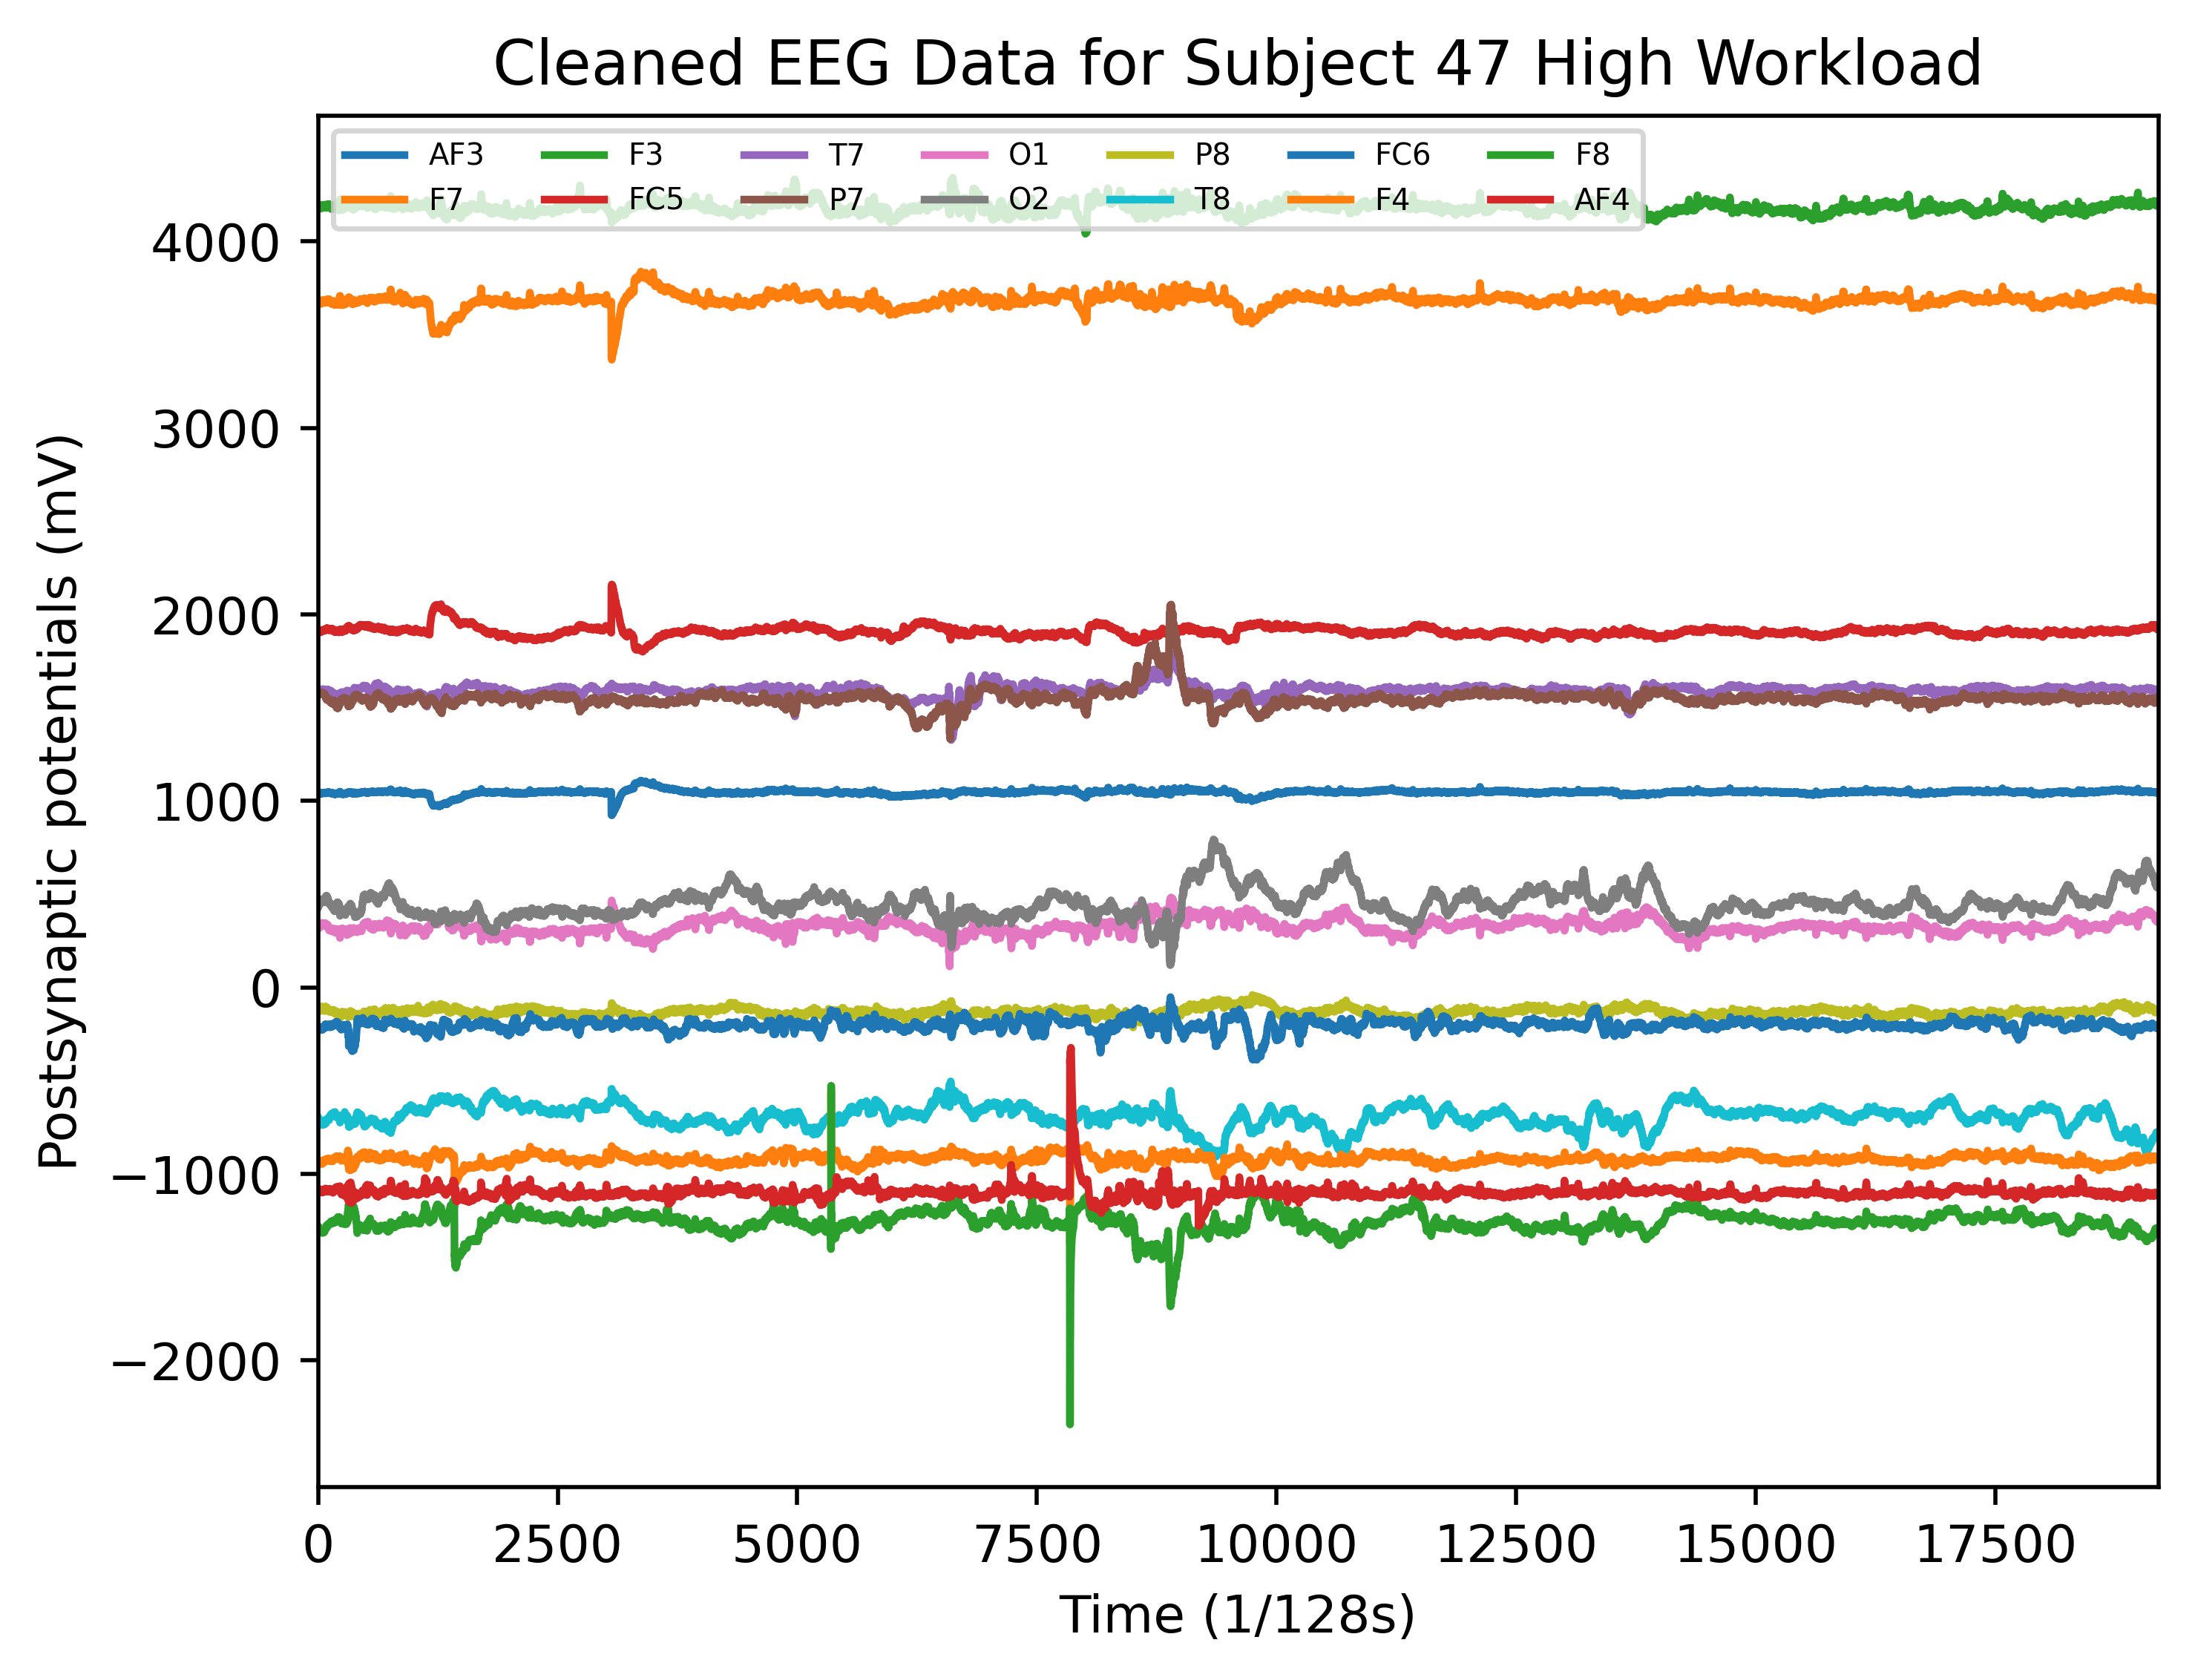 Cleaned EEG Data for Subject 47 High Workload
AF3 F3 T7 O1 P8 FC6 F8
F7 FC5 P7 O2 T8 F4 AF4
4000
3000
2000
1000
0
−1000
−2000
Postsynaptic potentials (mV)
0 2500 5000 7500 10000 12500 15000 17500
Time (1/128s)